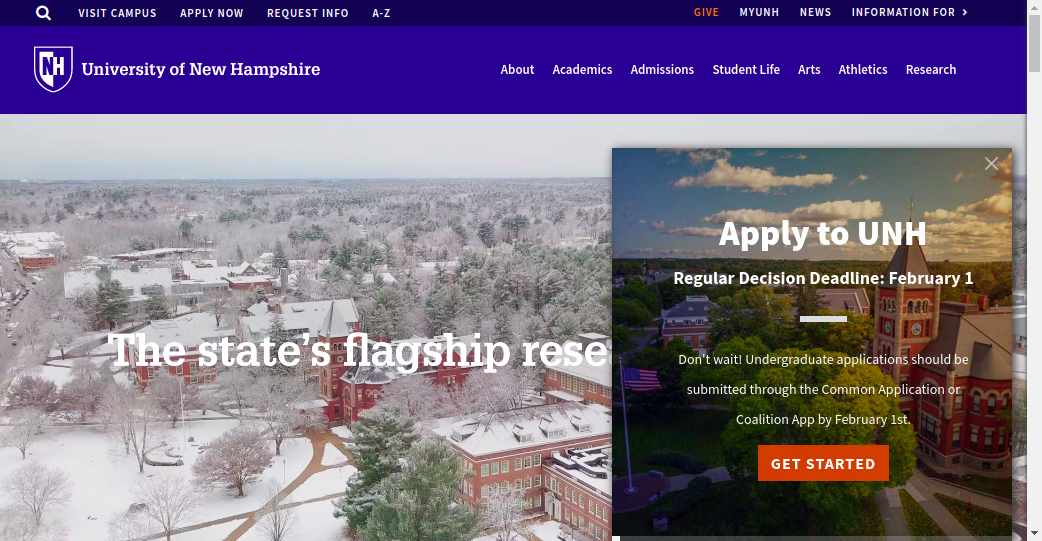 VISIT CAMPUS APPLY NOW REQUEST INFO A-Z GIVE MYUNH NEWS INFORMATION FOR
NH University of New Hampshire About Academics Admissions Student Life Arts Athletics Research
Apply to UNH
Regular Decision Deadline: February 1
The state's flagship rese
Don't wait! Undergraduate applications should be
submitted through the Common Application or
Coalition App by February 1st.
GET STARTED